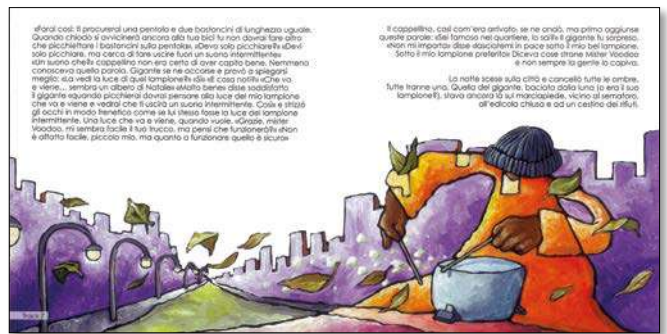 «Farai così: ti procurerai una pentola e due bastoncini di lunghezza uguale.
Quando chiodo si avvicinerà ancora alla tua bici tu non dovrai fare altro
che picchiettare i bastoncini sulla pentola». «Devo solo picchiare?» «Devi
solo picchiare, ma cerca di fare uscire fuori un suono intermittente»
«Un suono che?» cappellino non era certo di aver capito bene. Nemmeno
conosceva quella parola. Gigante se ne accorse e provò a spiegarsi
meglio: «La vedi la luce di quel lampione?» «Sì» «E cosa noti?» «Che va
e viene… sembra un albero di Natale» «Molto bene» disse soddisfatto
il gigante «quando picchierai dovrai pensare alla luce del mio lampione
che va e viene e vedrai che ti uscirà un suono intermittente. Così» e strizzò
gli occhi in modo frenetico come se lui stesso fosse la luce del lampione
intermittente. Una luce che va e viene, quando vuole. «Grazie, mister
Voodoo, mi sembra facile il tuo trucco, ma pensi che funzionerà?» «Non
è affatto facile, piccolo mio, ma quanto a funzionare quello è sicuro»
Il cappellino, così com'era arrivato, se ne andò, ma prima aggiunse
queste parole: «Sei famoso nel quartiere, lo sai?» Il gigante fu sorpreso.
«Non mi importa» disse «lasciatemi in pace sotto il mio bel lampione.
Sotto il mio lampione preferito» Diceva cose strane Mister Voodoo
e non sempre la gente lo capiva.
La notte scese sulla città e cancellò tutte le ombre.
Tutte tranne una. Quella del gigante, baciata dalla luna (o era il suo
lampione?), stava ancora là sul marciapiede, vicino al semaforo,
all'edicola chiusa e ad un cestino dei rifiuti.